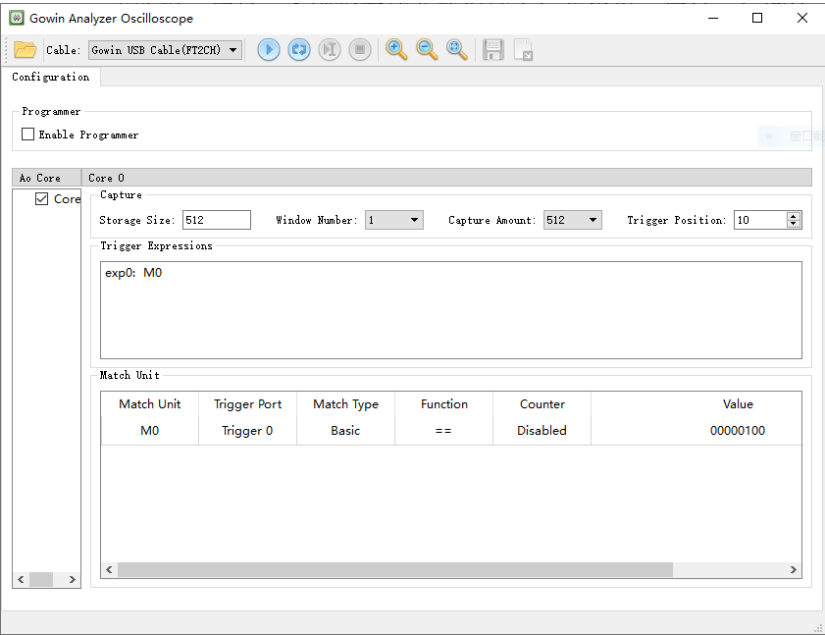 Gowin Analyzer Oscilloscope
Cable: Gowin USB Cable(FT2CH)
Configuration
Programmer
Enable Programmer
Ao Core Core 0
Core
Capture
Storage Size: 512 Window Number: 1 Capture Amount: 512 Trigger Position: 10
Trigger Expressions
exp0: M0
Match Unit
Match Unit Trigger Port Match Type Function Counter Value
M0 Trigger 0 Basic == Disabled 00000100